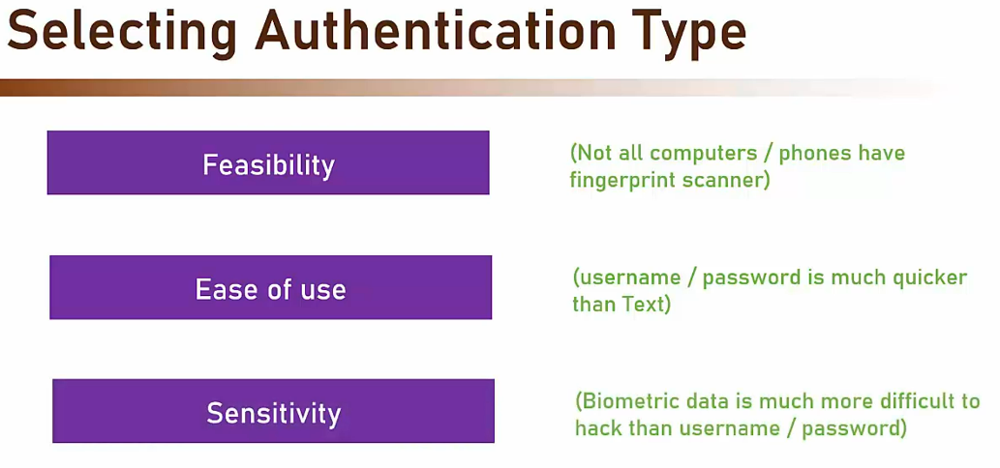 Selecting Authentication Type
Feasibility
(Not all computers / phones have
fingerprint scanner)
Ease of use
(username / password is much quicker
than Text)
Sensitivity
(Biometric data is much more difficult to
hack than username / password)